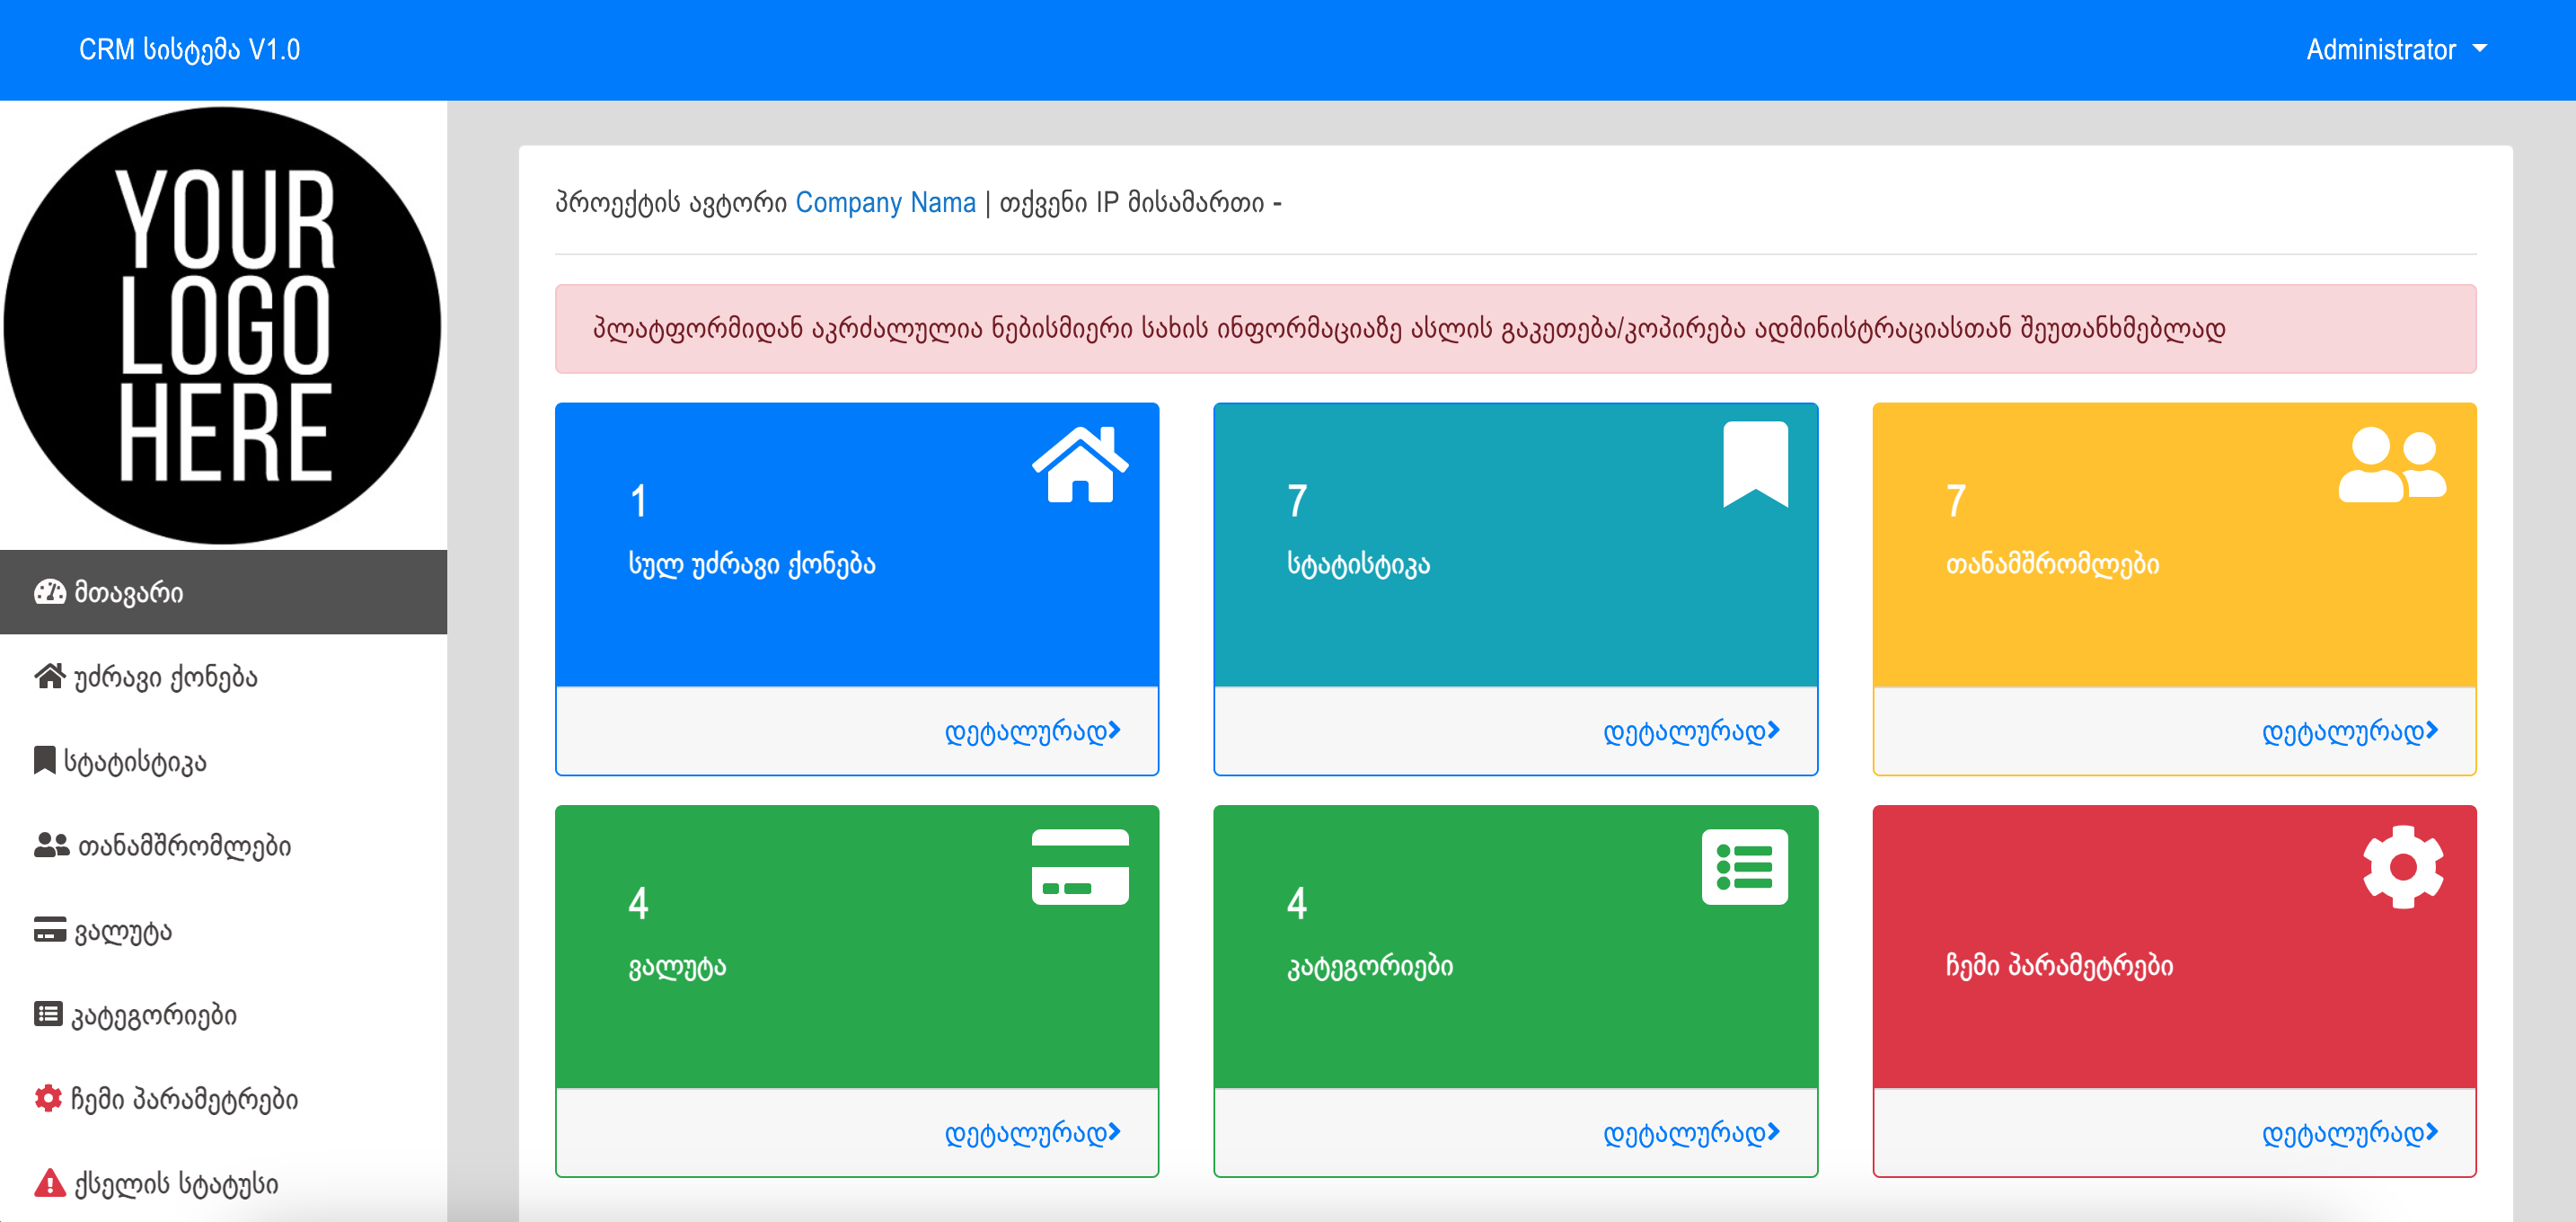 CRM სისტემა V1.0
Administrator
YOUR
LOGO
HERE
მთავარი
უძრავი ქონება
სტატისტიკა
თანამშრომლები
ვალუტა
კატეგორიები
ჩემი პარამეტრები
ქსელის სტატუსი
პროექტის ავტორი Company Nama | თქვენი IP მისამართი -
პლატფორმიდან აკრძალულია ნებისმიერი სახის ინფორმაციაზე ასლის გაკეთება/კოპირება ადმინისტრაციასთან შეუთანხმებლად
1
სულ უძრავი ქონება
დეტალურად
7
სტატისტიკა
დეტალურად
7
თანამშრომლები
დეტალურად
4
ვალუტა
დეტალურად
4
კატეგორიები
დეტალურად
ჩემი პარამეტრები
დეტალურად